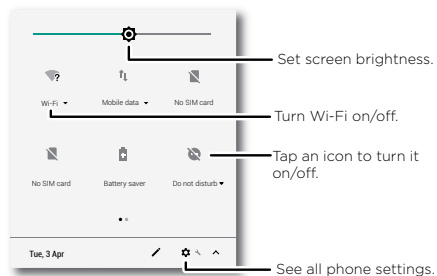 Set screen brightness.
?
Wi-Fi
Mobile data
No SIM card
Turn Wi-Fi on/off.
No SIM card
Battery saver
Do not disturb
Tap an icon to turn it
on/off.
Tue, 3 Apr
See all phone settings.